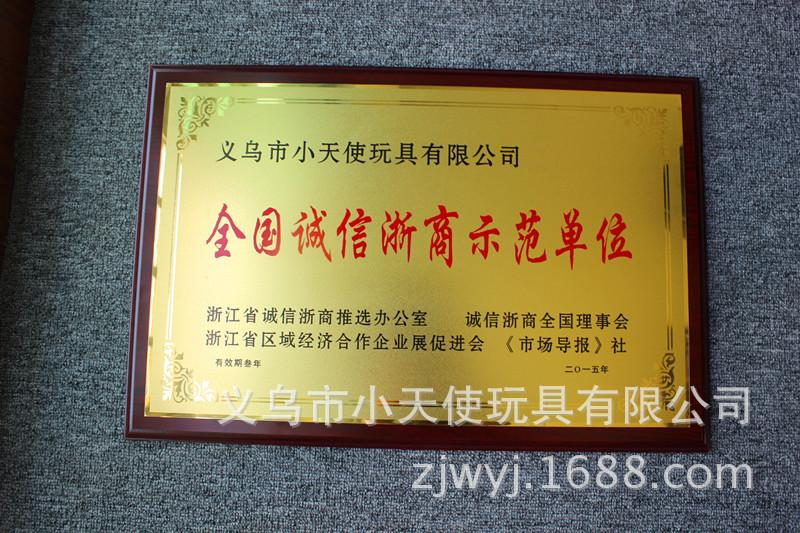 义乌市小天使玩具有限公司
全国诚信浙商示范单位
浙江省诚信浙商推选办公室 诚信浙商全国理事会
浙江省区域经济合作企业展促进会 《市场导报》社
有效期叁年 二〇一五年
义乌市小天使玩具有限公司
zjwyj.1688.com